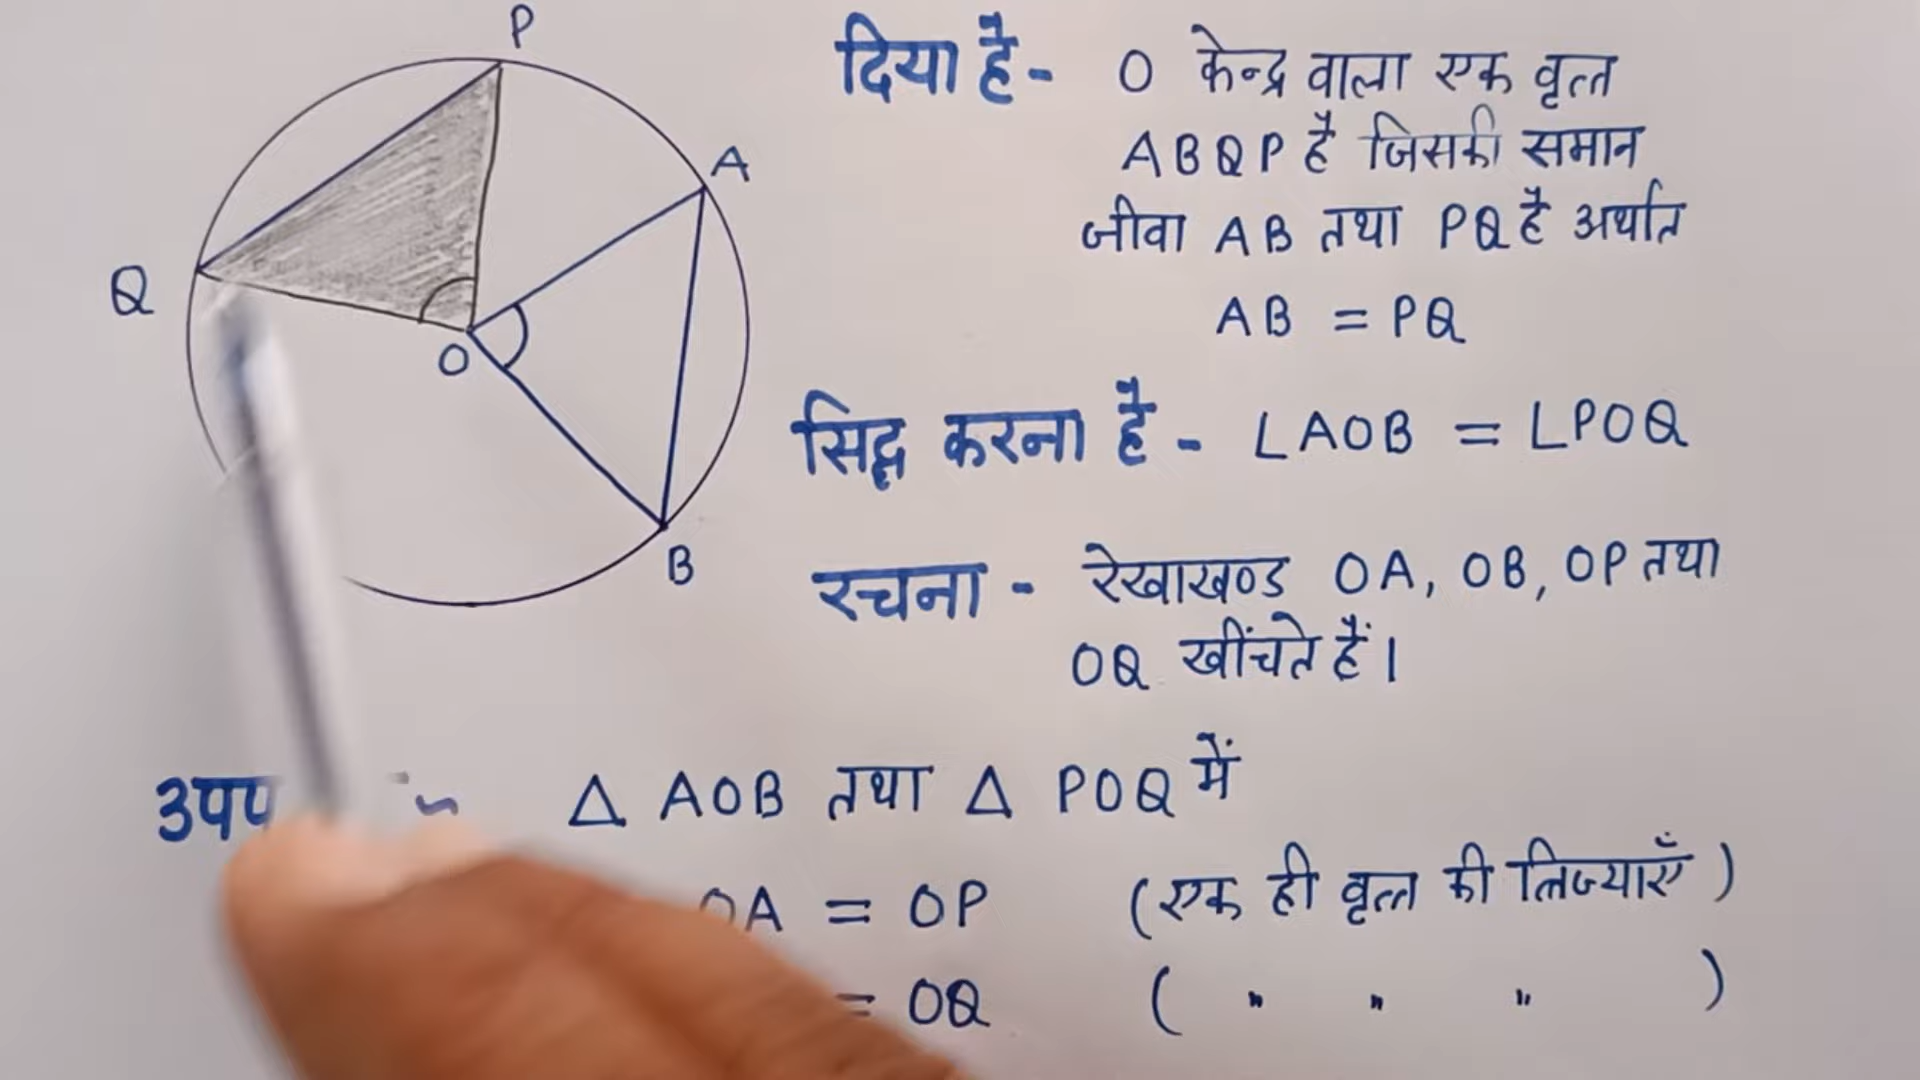 P
A
Q
O
B
दिया है - O केन्द्र वाला एक वृत्त
ABQP है जिसकी समान
जीवा AB तथा PQ है अर्थात
AB = PQ
सिद्ध करना है - ∠AOB = ∠POQ
रचना - रेखाखण्ड OA, OB, OP तथा
OQ खींचते हैं।
Δ AOB तथा Δ POQ में
OA = OP (एक ही वृत्त की त्रिज्याएँ)
= OQ ( " " " )